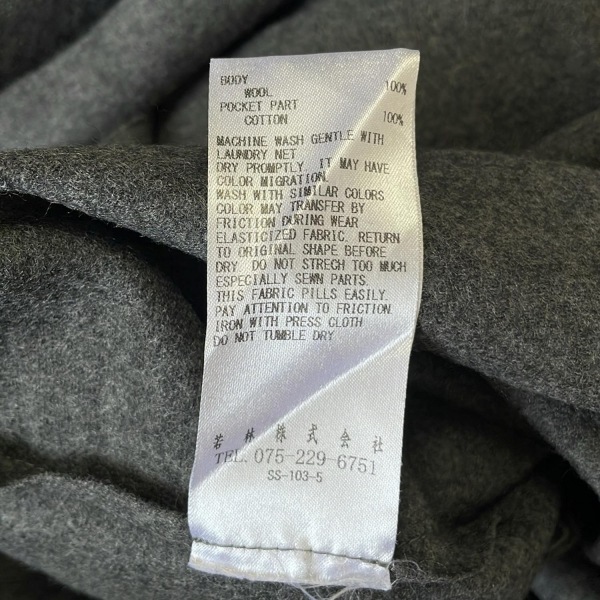 BODY
WOOL 100%
POCKET PART
COTTON 100%
MACHINE WASH GENTLE WITH
LAUNDRY NET
DRY PROMPTLY. IT MAY HAVE
COLOR MIGRATION.
WASH WITH SIMILAR COLORS
COLOR MAY TRANSFER BY
FRICTION DURING WEAR
ELASTICIZED FABRIC. RETURN
TO ORIGINAL SHAPE BEFORE
DRY. DO NOT STRECH TOO MUCH
ESPECIALLY SEWN PARTS.
THIS FABRIC PILLS EASILY.
PAY ATTENTION TO FRICTION.
IRON WITH PRESS CLOTH
DO NOT TUMBLE DRY
若林株式会社
TEL. 075-229-6751
SS-103-5